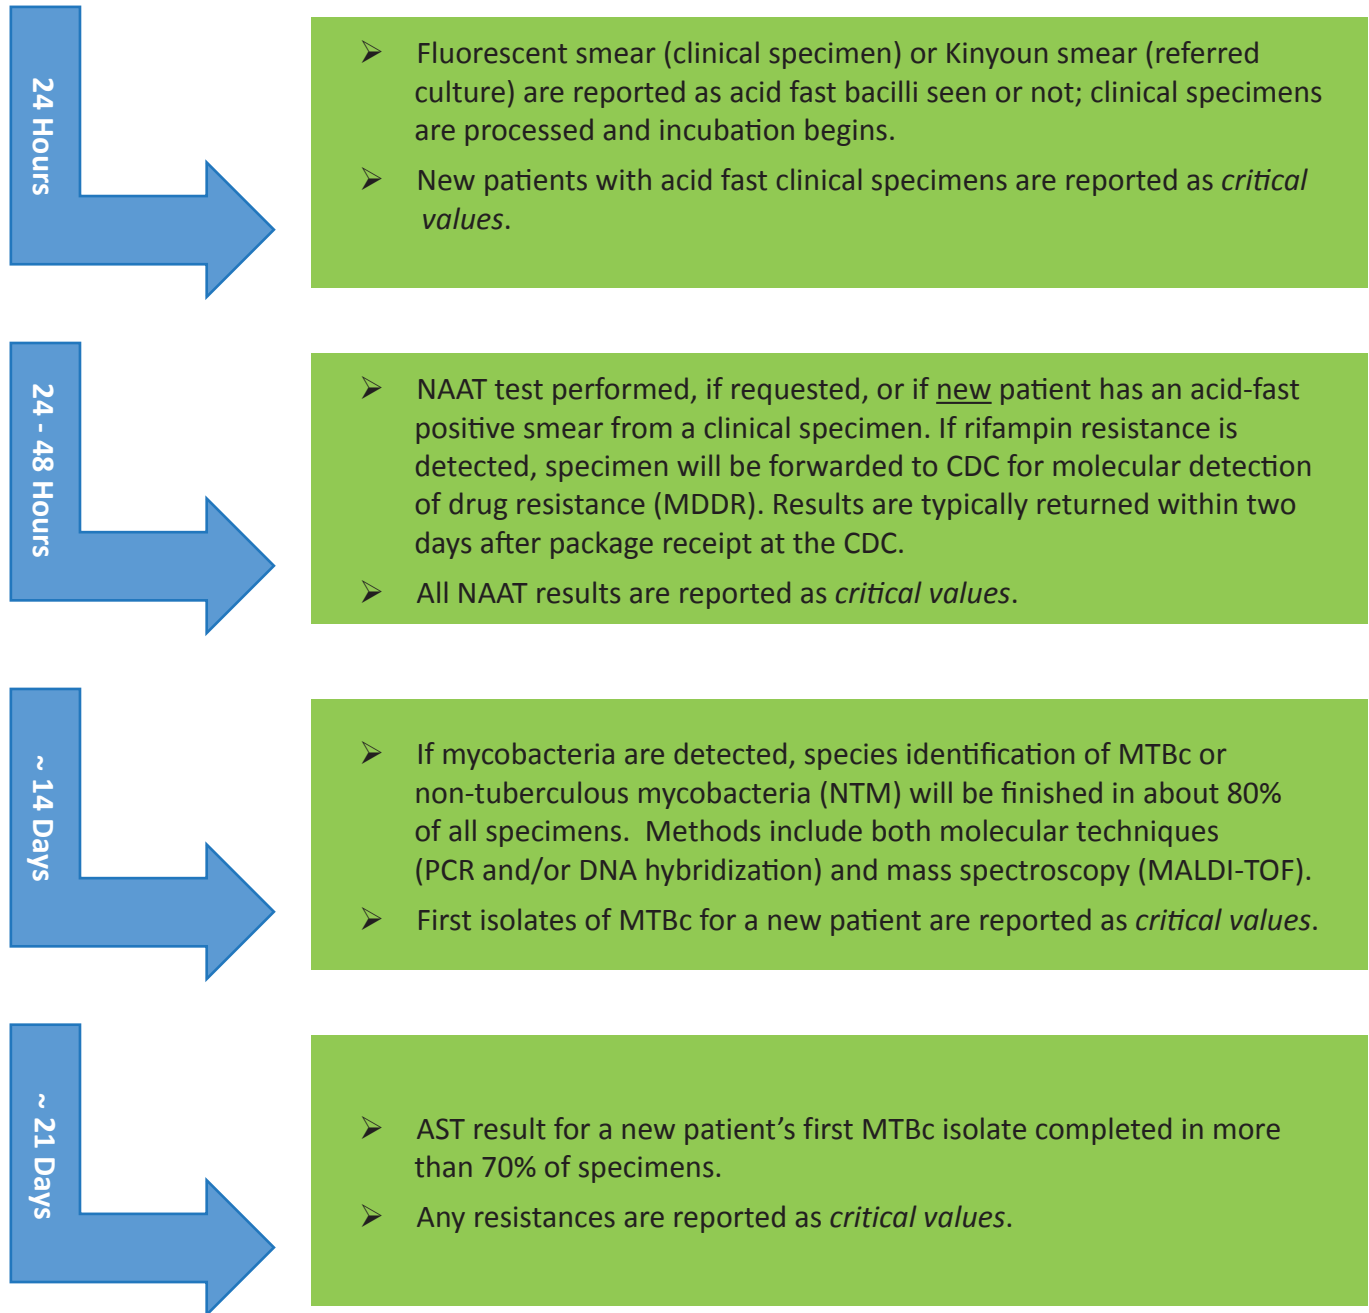 24 Hours
➢ Fluorescent smear (clinical specimen) or Kinyoun smear (referred
culture) are reported as acid fast bacilli seen or not; clinical specimens
are processed and incubation begins.
➢ New patients with acid fast clinical specimens are reported as critical
values.
24 - 48 Hours
➢ NAAT test performed, if requested, or if new patient has an acid-fast
positive smear from a clinical specimen. If rifampin resistance is
detected, specimen will be forwarded to CDC for molecular detection
of drug resistance (MDDR). Results are typically returned within two
days after package receipt at the CDC.
➢ All NAAT results are reported as critical values.
~ 14 Days
➢ If mycobacteria are detected, species identification of MTBc or
non-tuberculous mycobacteria (NTM) will be finished in about 80%
of all specimens. Methods include both molecular techniques
(PCR and/or DNA hybridization) and mass spectroscopy (MALDI-TOF).
➢ First isolates of MTBc for a new patient are reported as critical values.
~ 21 Days
➢ AST result for a new patient’s first MTBc isolate completed in more
than 70% of specimens.
➢ Any resistances are reported as critical values.